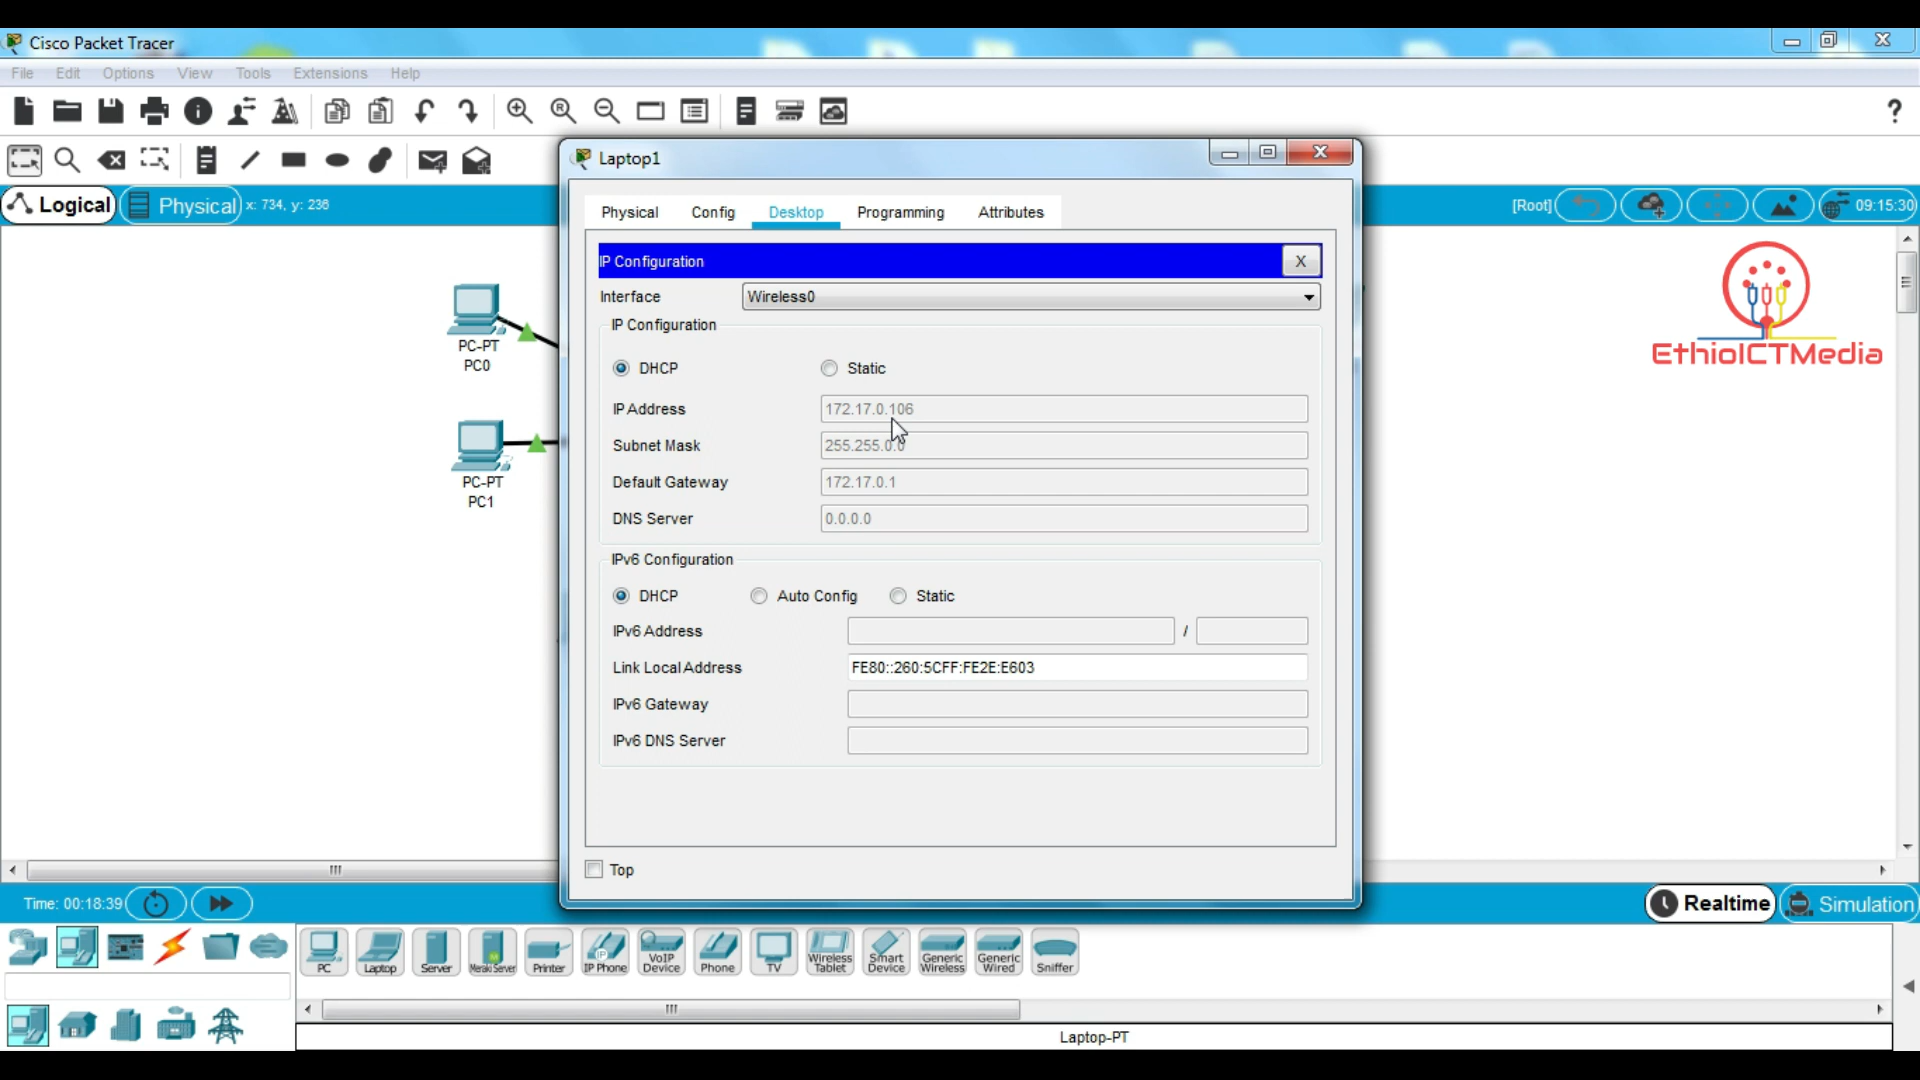 Cisco Packet Tracer
File Edit Options View Tools Extensions Help
?
Logical Physical x: 734, y: 236
[Root] 09:15:30
PC-PT
PC0
PC-PT
PC1
EthioICTMedia
Laptop1
Physical Config Desktop Programming Attributes
IP Configuration X
Interface Wireless0
IP Configuration
DHCP Static
IP Address 172.17.0.106
Subnet Mask 255.255.0.0
Default Gateway 172.17.0.1
DNS Server 0.0.0.0
IPv6 Configuration
DHCP Auto Config Static
IPv6 Address /
Link Local Address FE80::260:5CFF:FE2E:E603
IPv6 Gateway
IPv6 DNS Server
Top
Time: 00:18:39 Realtime Simulation
PC Laptop Server Meraki Server Printer IP Phone VoIP Device Phone TV Wireless Tablet Smart Device Generic Wireless Generic Wired Sniffer
Laptop-PT